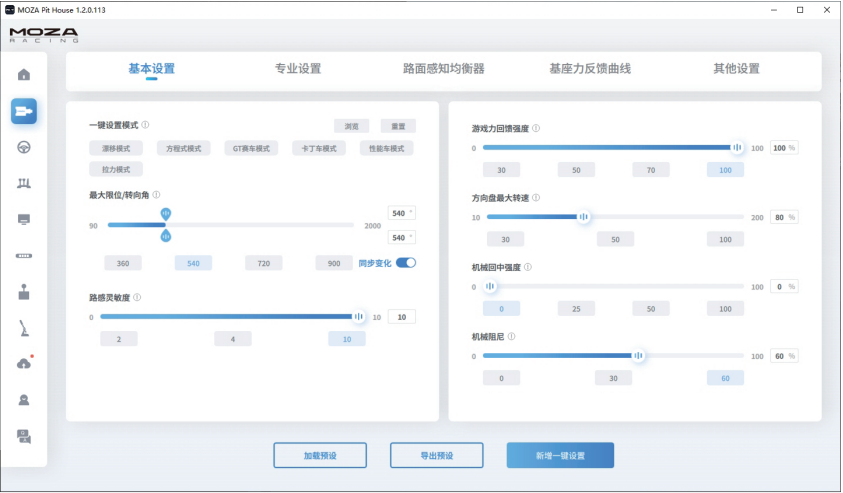 MOZA Pit House 1.2.0.113
MOZA
RACING
基本设置
专业设置
路面感知均衡器
基座力反馈曲线
其他设置
一键设置模式
浏览
重置
漂移模式
方程式模式
GT赛车模式
卡丁车模式
性能车模式
拉力模式
最大限位/转向角
90
2000
540 °
540 °
360
540
720
900
同步变化
路感灵敏度
0
10
10
2
4
10
游戏力回馈强度
0
100
100 %
30
50
70
100
方向盘最大转速
10
200
80 %
30
50
100
机械回中强度
0
100
0 %
0
25
50
100
机械阻尼
0
100
60 %
0
30
60
加载预设
导出预设
新增一键设置